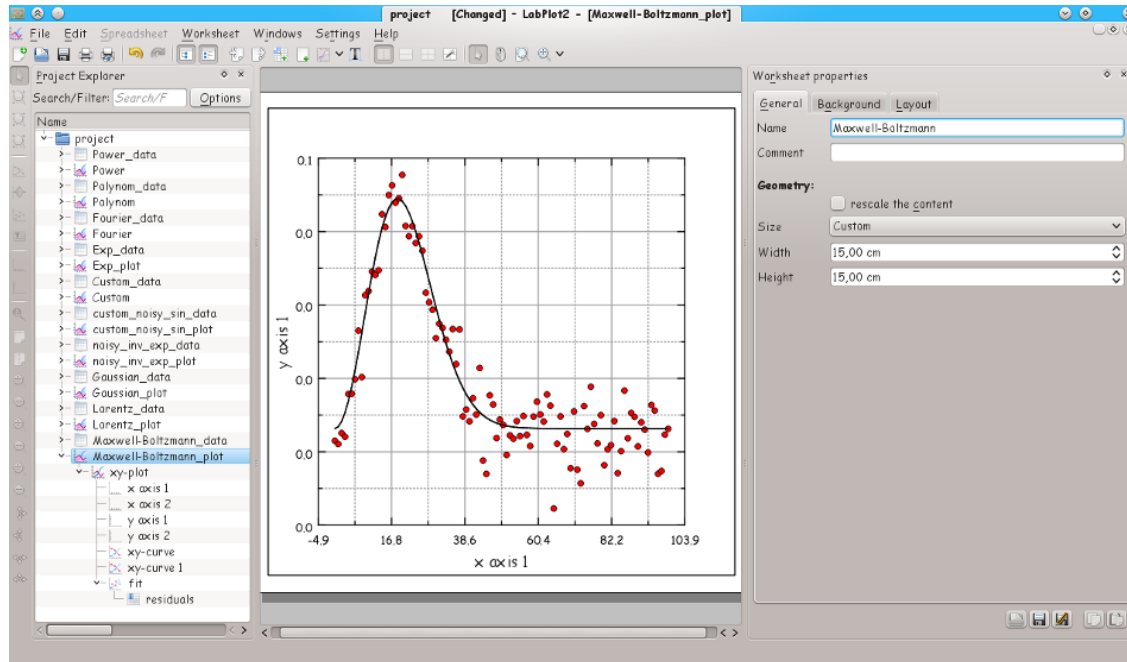 project [Changed] - LabPlot2 - [Maxwell-Boltzmann_plot]
File Edit Spreadsheet Worksheet Windows Settings Help
Project Explorer
Search/Filter: Search/F Options
Name
project
Power_data
Power
Polynom_data
Polynom
Fourier_data
Fourier
Exp_data
Exp_plot
Custom_data
Custom
custom_noisy_sin_data
custom_noisy_sin_plot
noisy_inv_exp_data
noisy_inv_exp_plot
Gaussian_data
Gaussian_plot
Lorentz_data
Lorentz_plot
Maxwell-Boltzmann_data
Maxwell-Boltzmann_plot
xy-plot
x axis 1
x axis 2
y axis 1
y axis 2
xy-curve
xy-curve 1
fit
residuals
0.1
0.0
0.0
0.0
0.0
0.0
y axis 1
-4.9 16.8 38.6 60.4 82.2 103.9
x axis 1
Worksheet properties
General Background Layout
Name Maxwell-Boltzmann
Comment
Geometry:
rescale the content
Size Custom
Width 15,00 cm
Height 15,00 cm